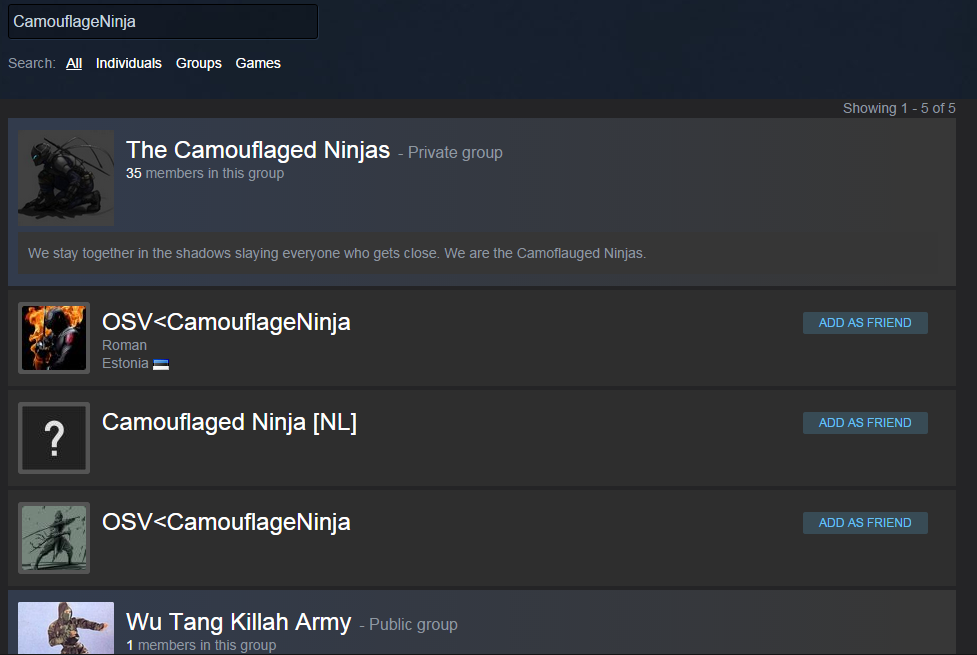 CamouflageNinja
Search: All Individuals Groups Games
Showing 1 - 5 of 5
The Camouflaged Ninjas - Private group
35 members in this group
We stay together in the shadows slaying everyone who gets close. We are the Camoflauged Ninjas.
OSV<CamouflageNinja
ADD AS FRIEND
Roman
Estonia
?
Camouflaged Ninja [NL]
ADD AS FRIEND
OSV<CamouflageNinja
ADD AS FRIEND
Wu Tang Killah Army - Public group
1 members in this group